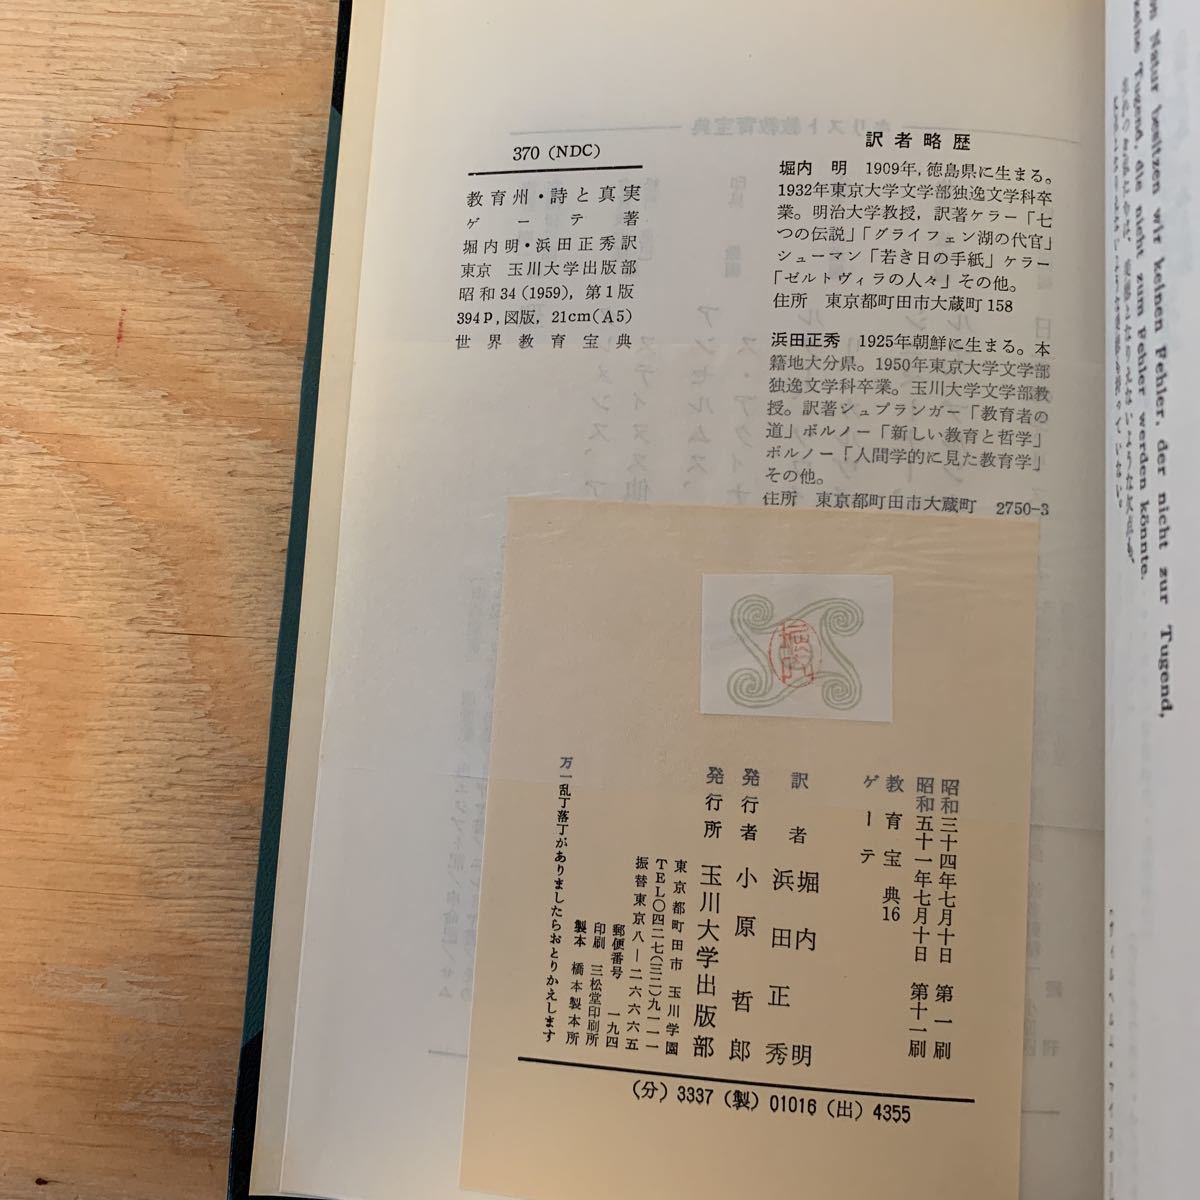 370 (NDC)
教育州・詩と真実
ゲーテ 著
堀内明・浜田正秀訳
東京 玉川大学出版部
昭和34(1959), 第1版
394p, 図版, 21cm(A5)
世界教育宝典
訳者略歴
堀内 明 1909年, 徳島県に生まる。
1932年東京大学文学部独逸文学科卒
業。明治大学教授, 訳著ケラー「七
つの伝説」「グライフェン湖の代官」
シューマン「若き日の手紙」ケラー
「ゼルトヴィラの人々」その他。
住所 東京都町田市大蔵町158
浜田正秀 1925年朝鮮に生まる。本
籍地大分県。1950年東京大学文学部
独逸文学科卒業。玉川大学文学部教
授。訳著シュプランガー「教育者の
道」ボルノー「新しい教育と哲学」
ボルノー「人間学的に見た教育学」
その他。
住所 東京都町田市大蔵町 2750-3
昭和三十四年七月十日 第一刷
昭和五十一年七月十日 第十一刷
教育宝典16
ゲーテ
訳者 堀内 明
浜田正秀
発行者 小原哲郎
発行所 玉川大学出版部
東京都町田市玉川学園
TEL〇四二七(三二)九一一一
振替東京八—二六六六五
郵便番号 一九四
印刷 三松堂印刷所
製本 橋本製本所
万一乱丁落丁がありましたらおとりかえします
(分) 3337 (製) 01016 (出) 4355
on Natur besitzen wir keinen Fehler, der nicht zur Tugend,
keine Tugend, die nicht zum Fehler werden könnte.